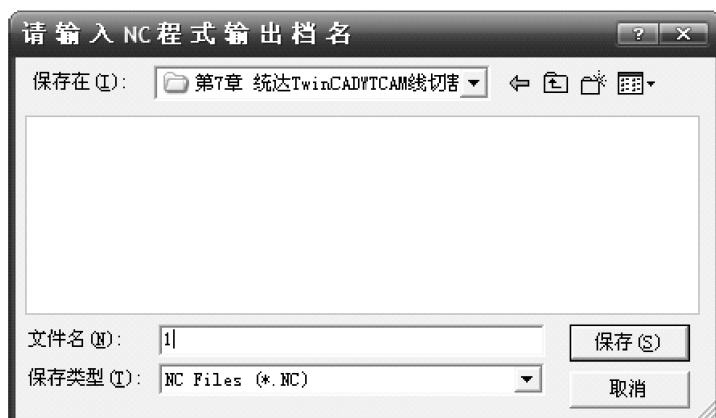 请输入NC程式输出档名
保存在(I): 第7章 统达TwinCADWTCAM线切割
文件名(N): 1
保存(S)
保存类型(T): NC Files (*.NC)
取消